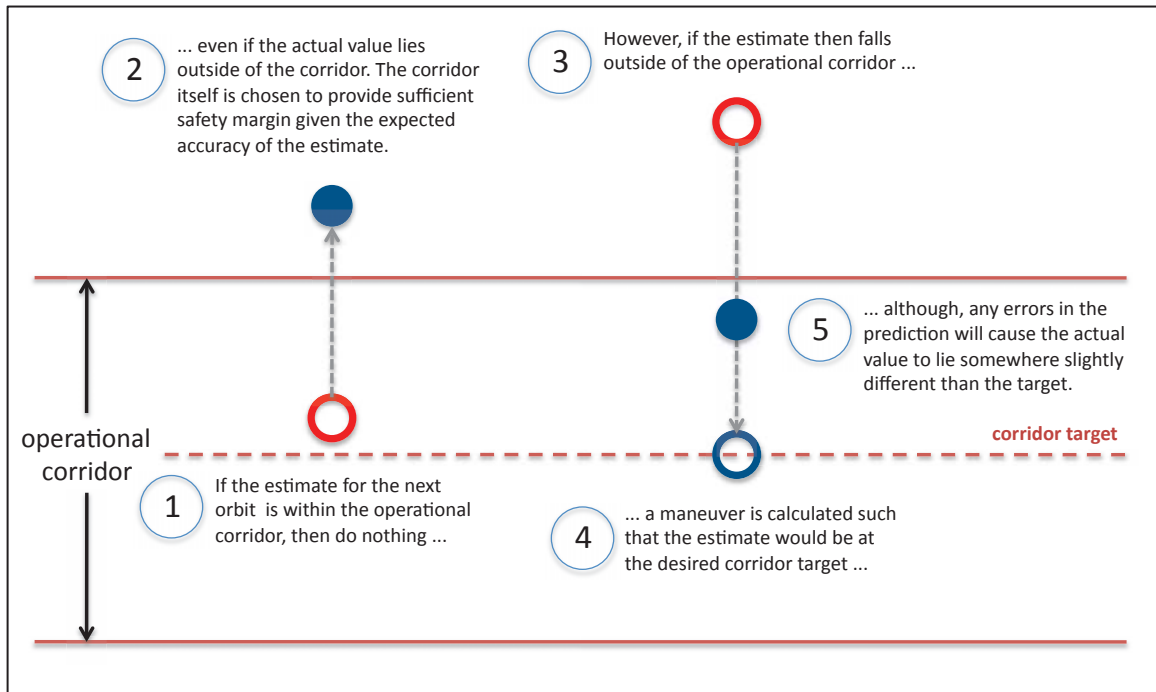 2
... even if the actual value lies
outside of the corridor. The corridor
itself is chosen to provide sufficient
safety margin given the expected
accuracy of the estimate.
3
However, if the estimate then falls
outside of the operational corridor ...
5
... although, any errors in the
prediction will cause the actual
value to lie somewhere slightly
different than the target.
operational
corridor
corridor target
1
If the estimate for the next
orbit is within the operational
corridor, then do nothing ...
4
... a maneuver is calculated such
that the estimate would be at
the desired corridor target ...